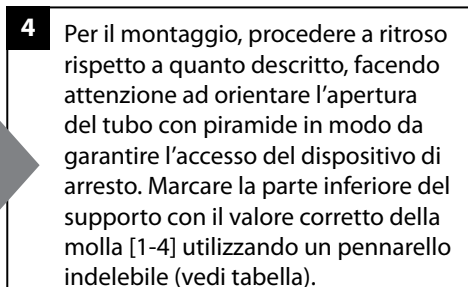 4
Per il montaggio, procedere a ritroso
rispetto a quanto descritto, facendo
attenzione ad orientare l’apertura
del tubo con piramide in modo da
garantire l’accesso del dispositivo di
arresto. Marcare la parte inferiore del
supporto con il valore corretto della
molla [1-4] utilizzando un pennarello
indelebile (vedi tabella).